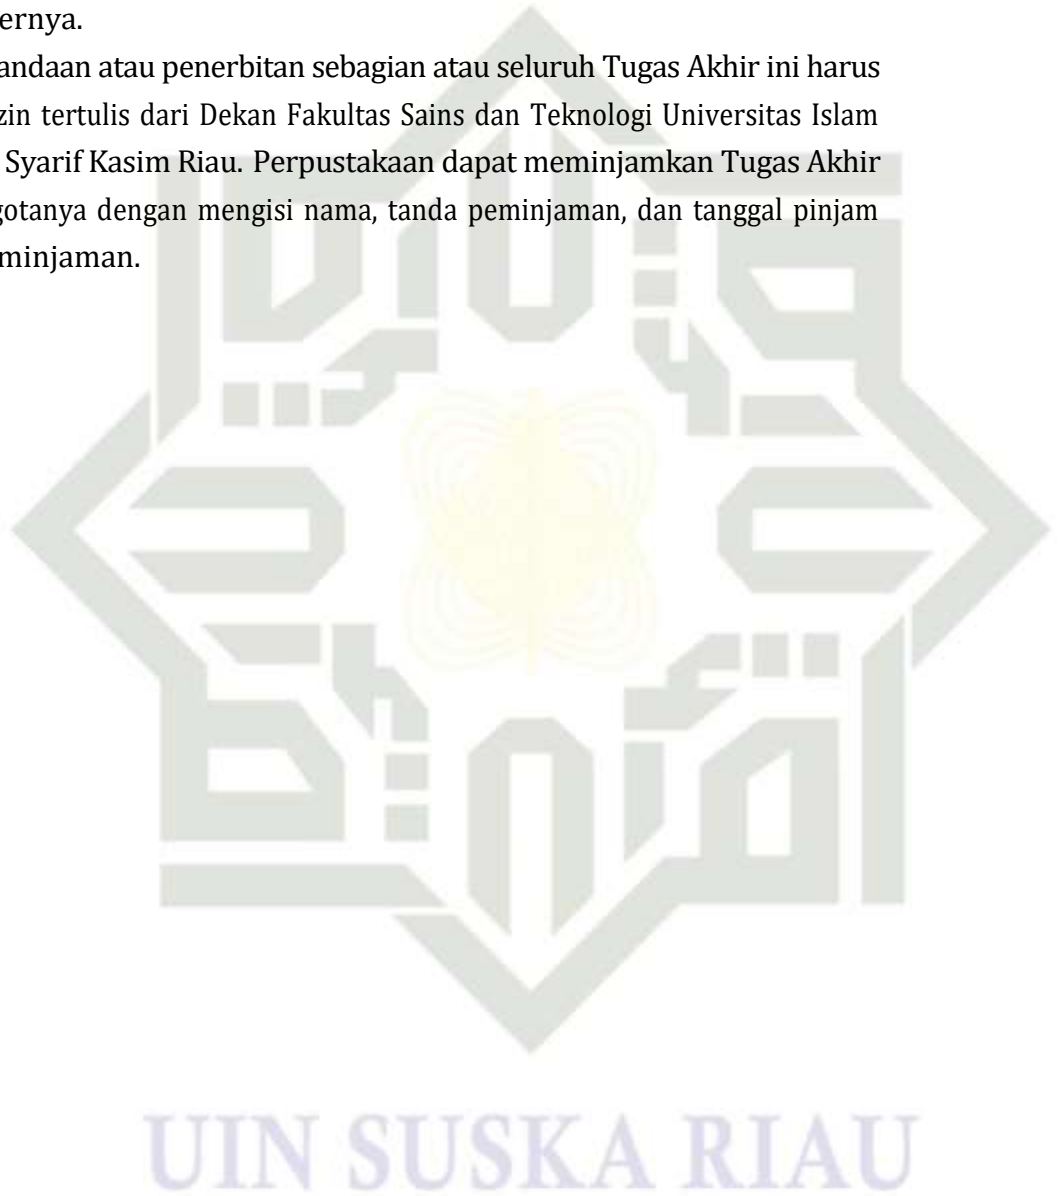 ernya.
andaan atau penerbitan sebagian atau seluruh Tugas Akhir ini harus
zin tertulis dari Dekan Fakultas Sains dan Teknologi Universitas Islam
Syarif Kasim Riau. Perpustakaan dapat meminjamkan Tugas Akhir
gotanya dengan mengisi nama, tanda peminjaman, dan tanggal pinjam
minjaman.
UIN SUSKA RIAU